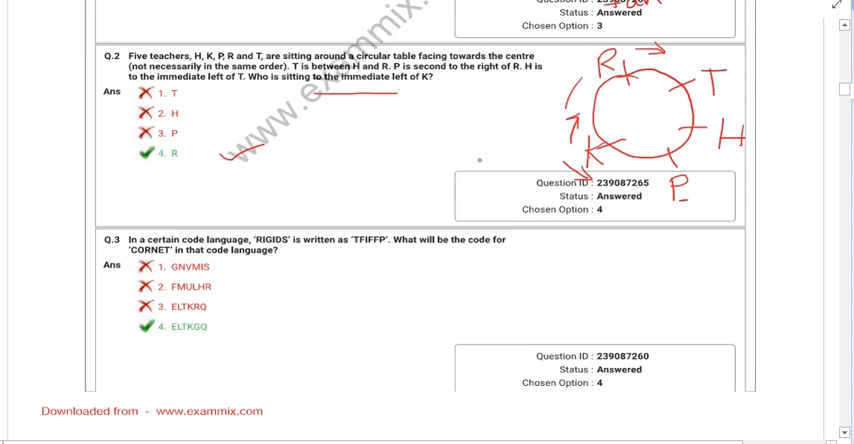 Status : Answered
Chosen Option : 3
Q.2 Five teachers, H, K, P, R and T, are sitting around a circular table facing towards the centre
(not necessarily in the same order). T is between H and R. P is second to the right of R. H is
to the immediate left of T. Who is sitting to the immediate left of K?
Ans 1. T
2. H
3. P
4. R
www.exammix.com
R
T
H
K
P
Question ID : 239087265
Status : Answered
Chosen Option : 4
Q.3 In a certain code language, 'RIGIDS' is written as 'TFIFFP'. What will be the code for
'CORNET' in that code language?
Ans 1. GNVMIS
2. FMULHR
3. ELTKRQ
4. ELTKGQ
Question ID : 239087260
Status : Answered
Chosen Option : 4
Downloaded from - www.exammix.com